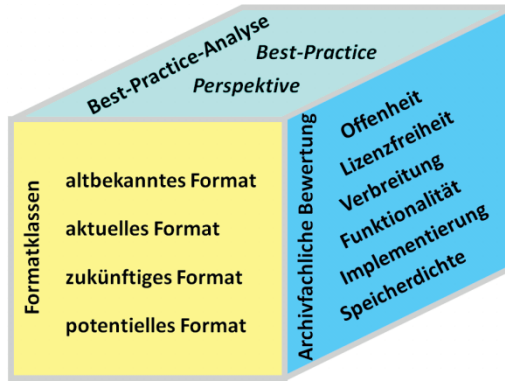 Best-Practice-Analyse
Best-Practice
Perspektive
Formatklassen
altbekanntes Format
aktuelles Format
zukünftiges Format
potentielles Format
Archivfachliche Bewertung
Offenheit
Lizenzfreiheit
Verbreitung
Funktionalität
Implementierung
Speicherdichte